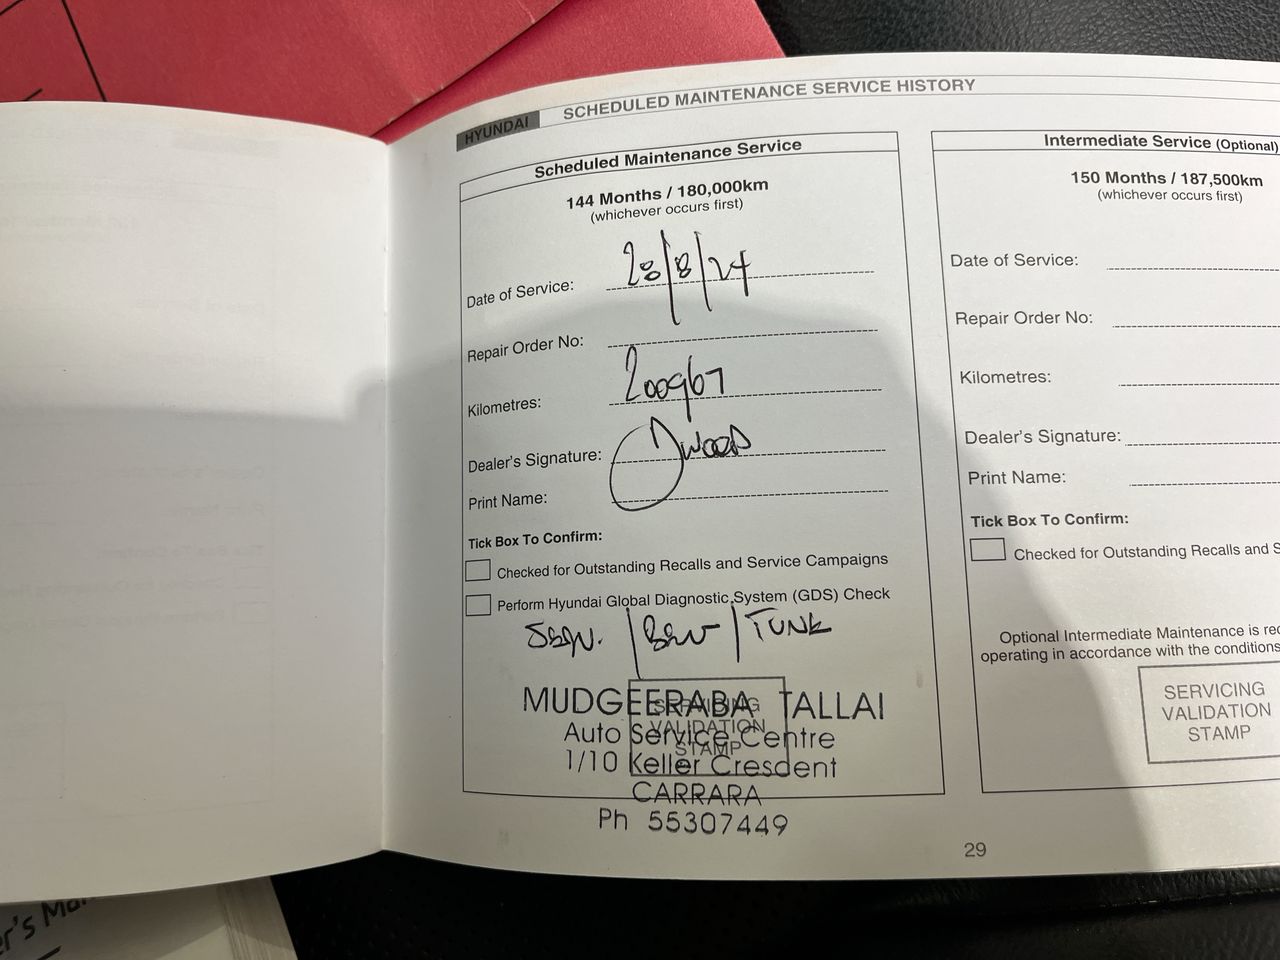 HYUNDAI
SCHEDULED MAINTENANCE SERVICE HISTORY
Scheduled Maintenance Service
144 Months / 180,000km
(whichever occurs first)
Date of Service: 28/8/24
Repair Order No:
Kilometres: 200967
Dealer's Signature: JWOOD
Print Name:
Tick Box To Confirm:
Checked for Outstanding Recalls and Service Campaigns
Perform Hyundai Global Diagnostic System (GDS) Check
/ TUNE
SERVICING
VALIDATION
STAMP
MUDGEERABA TALLAI
Auto Service Centre
1/10 Keller Cresdent
CARRARA
Ph 55307449
Intermediate Service (Optional)
150 Months / 187,500km
(whichever occurs first)
Date of Service:
Repair Order No:
Kilometres:
Dealer's Signature:
Print Name:
Tick Box To Confirm:
Checked for Outstanding Recalls and S
Optional Intermediate Maintenance is
operating in accordance with the conditions
SERVICING
VALIDATION
STAMP
29